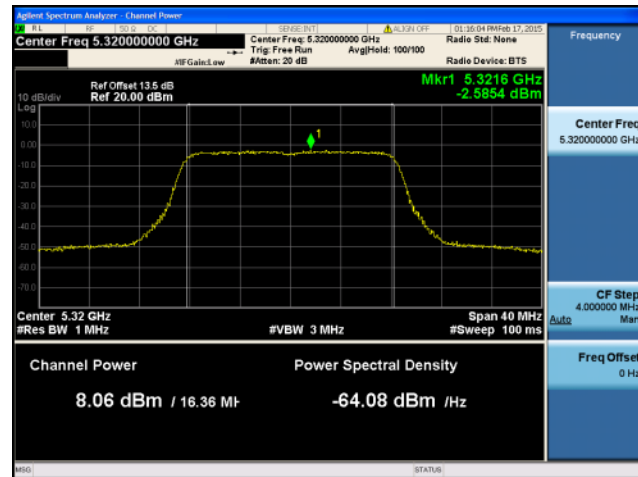 Agilent Spectrum Analyzer - Channel Power
RL RF 50 Ω DC SENSE:INT ALIGN OFF 01:16:04 PM Feb 17, 2015
Center Freq 5.320000000 GHz Center Freq: 5.320000000 GHz Radio Std: None
Trig: Free Run Avg|Hold: 100/100
#IFGain:Low #Atten: 20 dB Radio Device: BTS
Ref Offset 13.5 dB Mkr1 5.3216 GHz
10 dB/div Ref 20.00 dBm -2.5854 dBm
Log
10.0
0.00
1
-10.0
-20.0
-30.0
-40.0
-50.0
-60.0
-70.0
Center 5.32 GHz Span 40 MHz
#Res BW 1 MHz #VBW 3 MHz #Sweep 100 ms
Channel Power Power Spectral Density
8.06 dBm / 16.36 MH -64.08 dBm /Hz
MSG STATUS
Frequency
Center Freq
5.320000000 GHz
CF Step
4.000000 MHz
Auto Man
Freq Offset
0 Hz